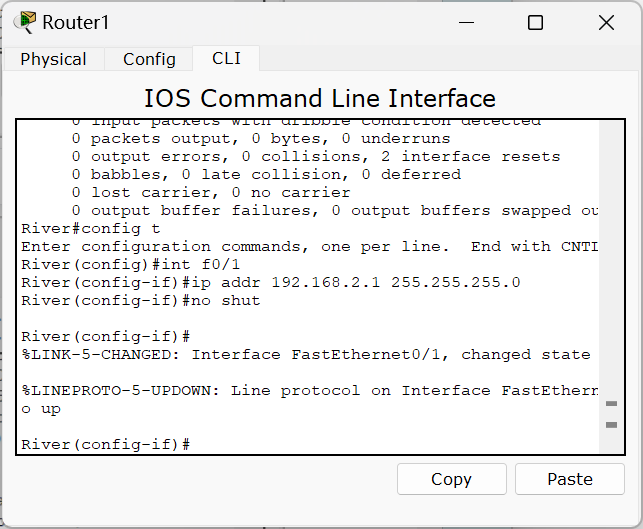 Router1
Physical Config CLI
IOS Command Line Interface
0 input packets with dribble condition detected
0 packets output, 0 bytes, 0 underruns
0 output errors, 0 collisions, 2 interface resets
0 babbles, 0 late collision, 0 deferred
0 lost carrier, 0 no carrier
0 output buffer failures, 0 output buffers swapped ou
River#config t
Enter configuration commands, one per line.  End with CNTL
River(config)#int f0/1
River(config-if)#ip addr 192.168.2.1 255.255.255.0
River(config-if)#no shut
River(config-if)#
%LINK-5-CHANGED: Interface FastEthernet0/1, changed state
%LINEPROTO-5-UPDOWN: Line protocol on Interface FastEthern
o up
River(config-if)#
Copy Paste